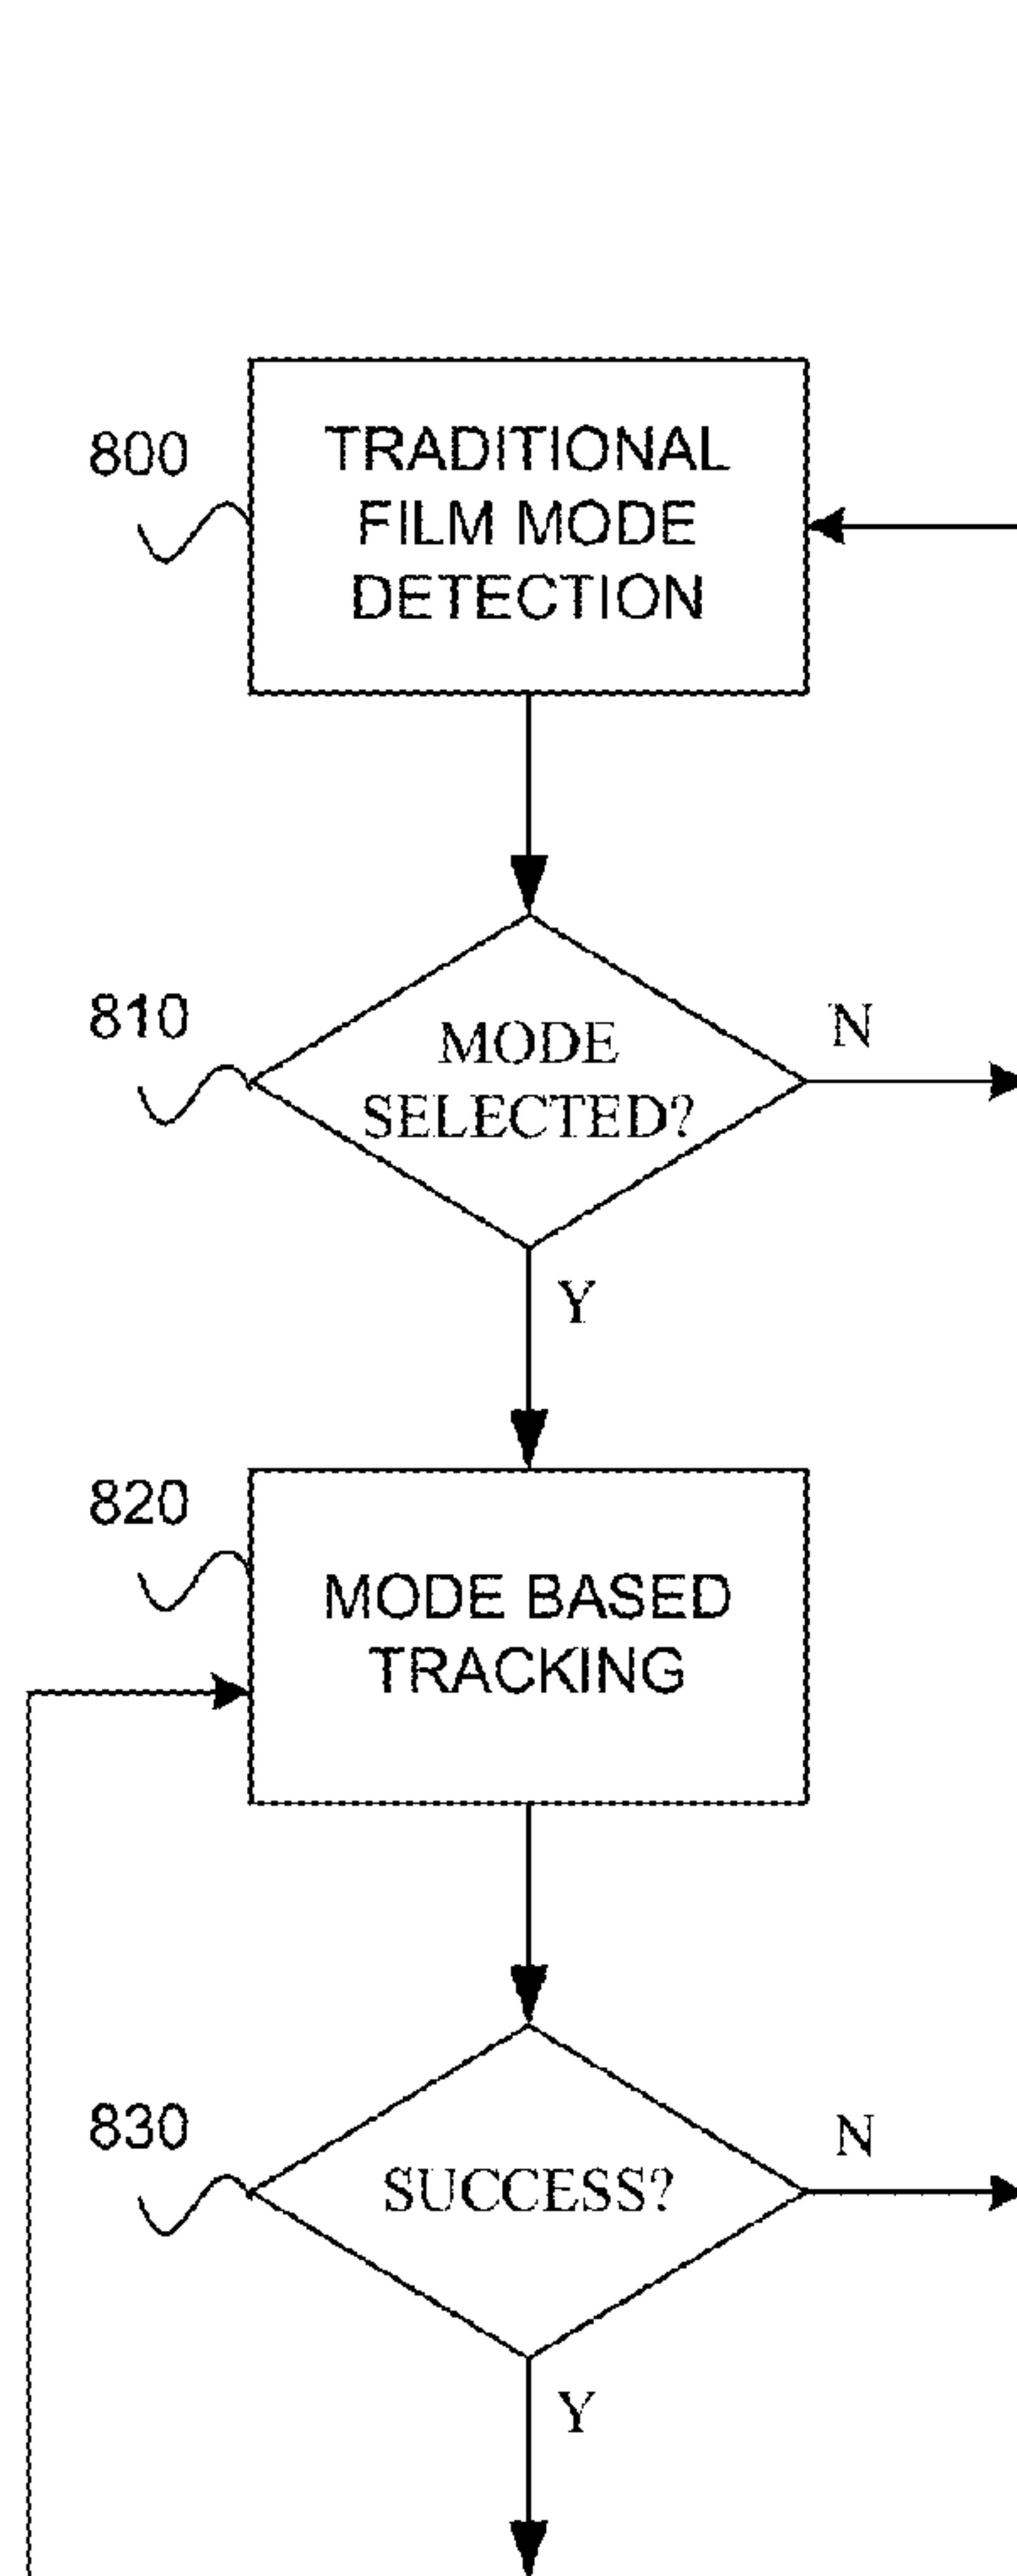 800
TRADITIONAL
FILM MODE
DETECTION
810
MODE
SELECTED?
N
Y
820
MODE BASED
TRACKING
830
SUCCESS?
N
Y